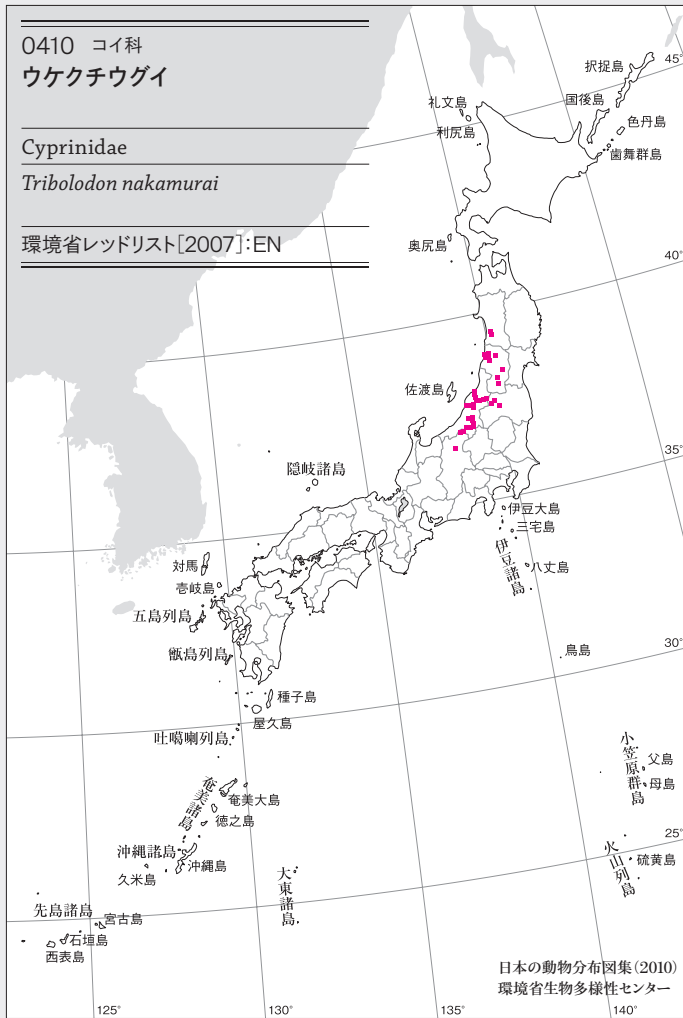 0410 コイ科
ウケクチウグイ
Cyprinidae
Tribolodon nakamurai
環境省レッドリスト[2007]:EN
45°
択捉島
国後島
礼文島
色丹島
利尻島
歯舞群島
奥尻島
40°
佐渡島
35°
隠岐諸島
伊豆大島
三宅島
伊豆諸島
八丈島
対馬
壱岐島
五島列島
甑島列島
鳥島
30°
種子島
屋久島
吐噶喇列島
小笠原群島
父島
母島
奄美諸島
奄美大島
徳之島
25°
沖縄諸島
沖縄島
久米島
火山列島
硫黄島
大東諸島
先島諸島
宮古島
石垣島
西表島
日本の動物分布図集(2010)
環境省生物多様性センター
125°
130°
135°
140°